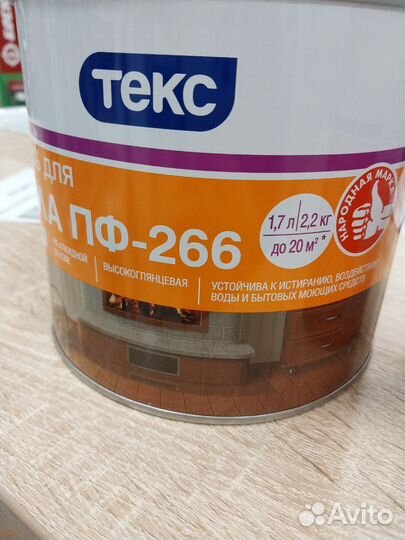 ТЕКС
ДЛЯ
А ПФ-266
1,7 л 2,2 кг
до 20 м² *
НАРОДНАЯ МАРКА
ВЫСОКОГЛЯНЦЕВАЯ
УСТОЙЧИВА К ИСТИРАНИЮ, ВОЗДЕЙСТВИЮ
ВОДЫ И БЫТОВЫХ МОЮЩИХ СРЕДСТВ
Avito